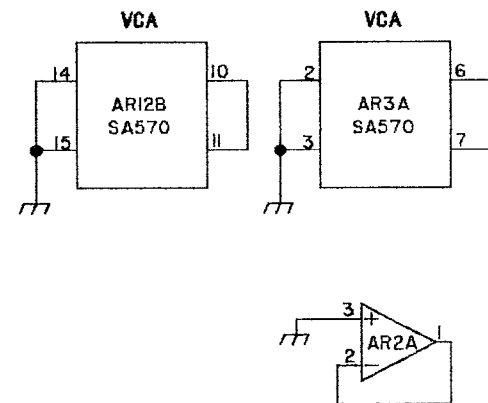 VCA VCA
14 10 2 6
AR12B AR3A
SA570 SA570
15 11 3 7
3 + 1
AR2A
2 −